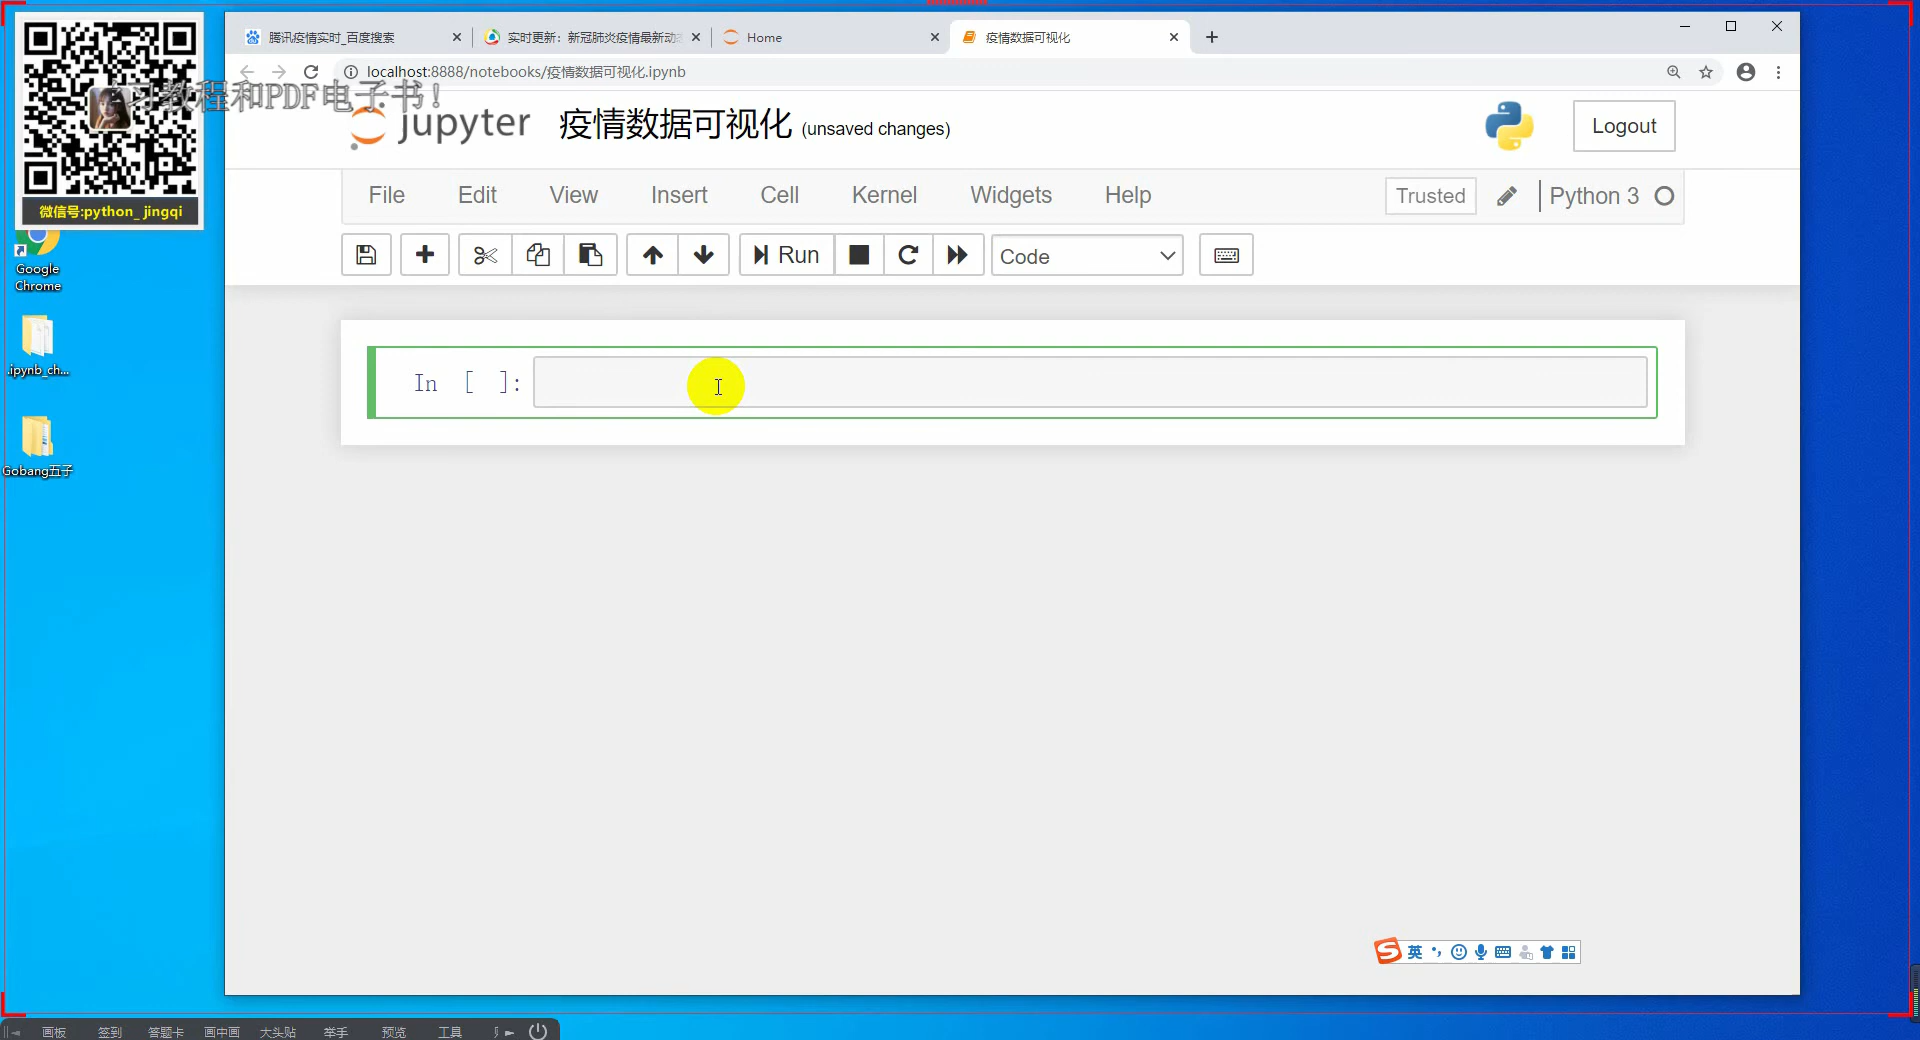 腾讯疫情实时_百度搜索
实时更新：新冠肺炎疫情最新动态
Home
疫情数据可视化
localhost:8888/notebooks/疫情数据可视化.ipynb
习教程和PDF电子书！
jupyter
疫情数据可视化 (unsaved changes)
Logout
微信号:python_ jingqi
File
Edit
View
Insert
Cell
Kernel
Widgets
Help
Trusted
Python 3
Run
Code
Google
Chrome
.ipynb_ch...
Gobang五子
In [ ]:
英
画板
签到
答题卡
画中画
大头贴
举手
预览
工具